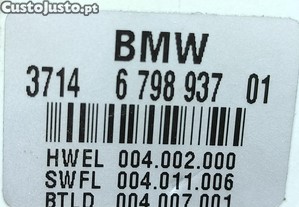 CustoJusto.pt
BMW
3714 6 798 937 01
HWEL 004.002.000
SWFL 004.011.006
BTLD 004.007.001